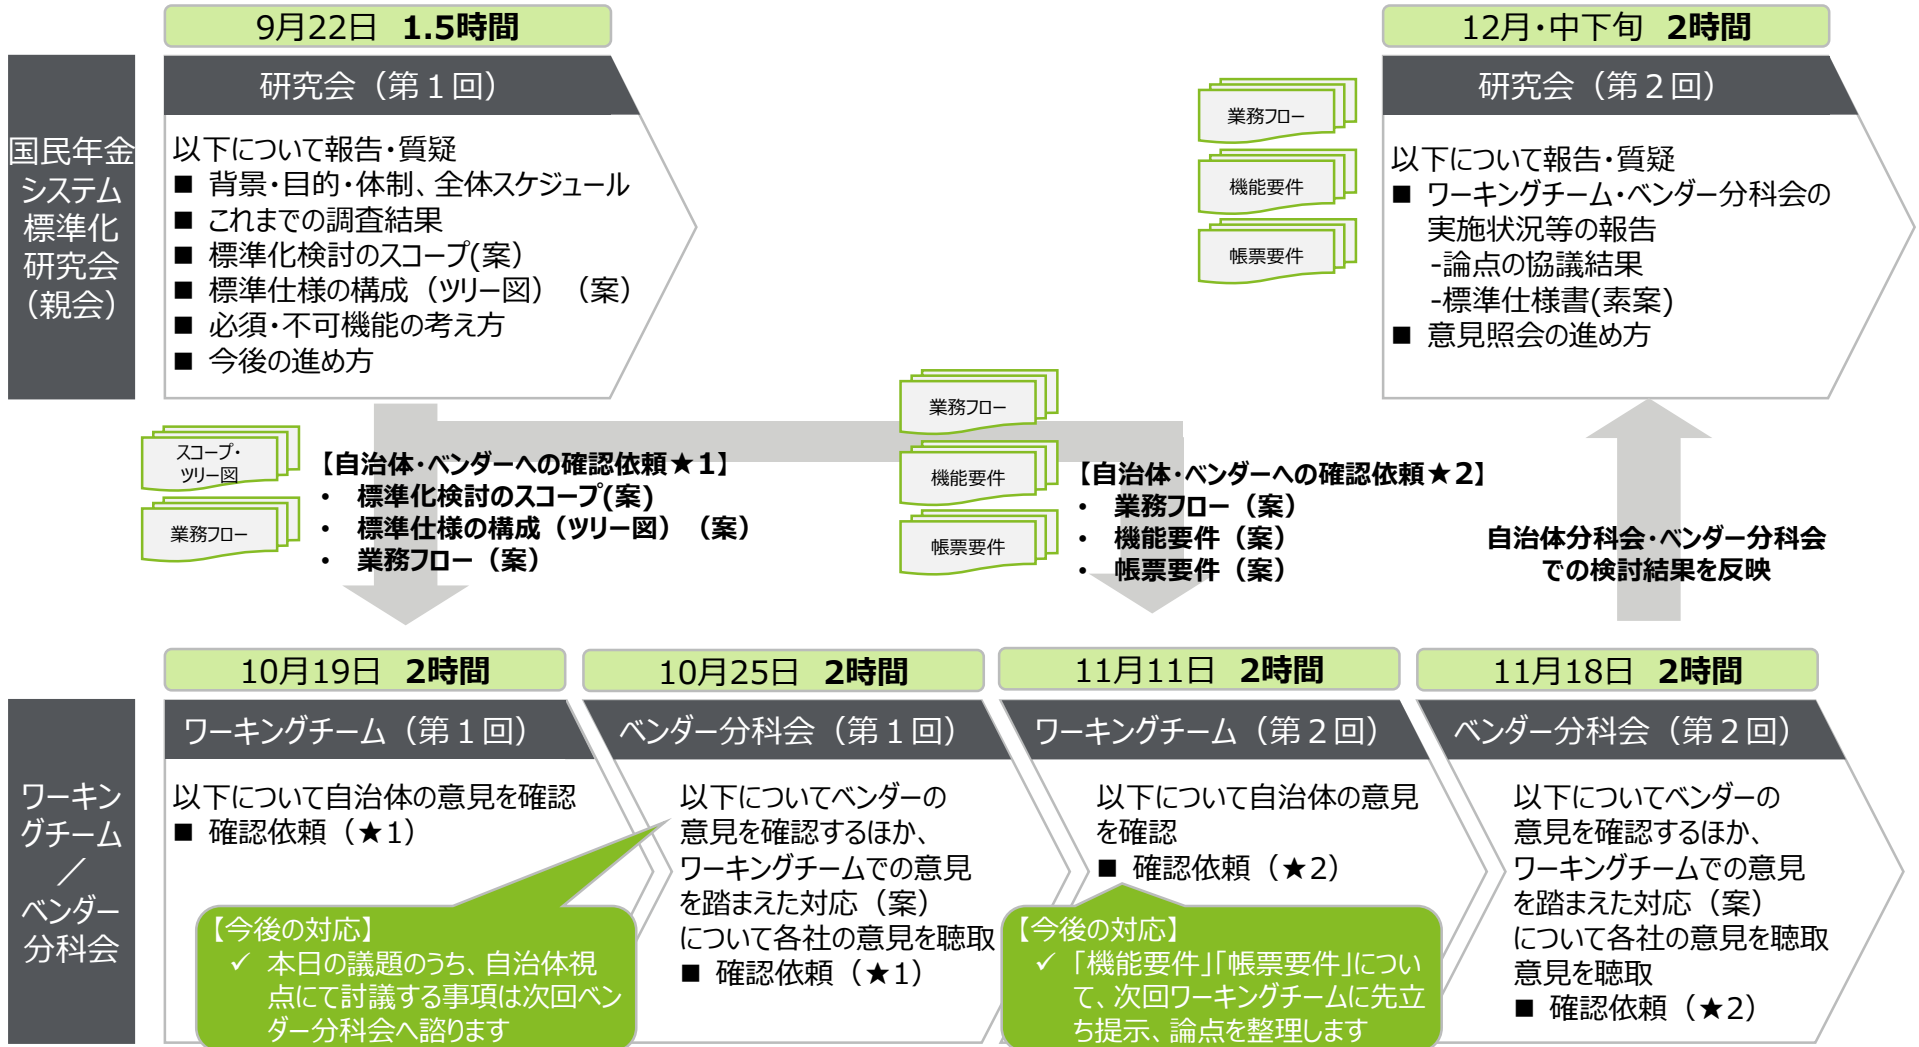 9月22日 1.5時間
12月・中下旬 2時間
国民年金
システム
標準化
研究会
（親会）
研究会（第１回）
以下について報告・質疑
■ 背景・目的・体制、全体スケジュール
■ これまでの調査結果
■ 標準化検討のスコープ(案）
■ 標準仕様の構成（ツリー図）（案）
■ 必須・不可機能の考え方
■ 今後の進め方
業務フロー
機能要件
帳票要件
研究会（第２回）
以下について報告・質疑
■ ワーキングチーム・ベンダー分科会の
実施状況等の報告
-論点の協議結果
-標準仕様書(素案)
■ 意見照会の進め方
スコープ・
ツリー図
業務フロー
【自治体・ベンダーへの確認依頼★１】
・ 標準化検討のスコープ(案)
・ 標準仕様の構成（ツリー図）（案）
・ 業務フロー（案）
業務フロー
機能要件
帳票要件
【自治体・ベンダーへの確認依頼★２】
・ 業務フロー（案）
・ 機能要件（案）
・ 帳票要件（案）
自治体分科会・ベンダー分科会
での検討結果を反映
10月19日 2時間
10月25日 2時間
11月11日 2時間
11月18日 2時間
ワーキン
グチーム
／
ベンダー
分科会
ワーキングチーム（第１回）
以下について自治体の意見を確認
■ 確認依頼（★1）
【今後の対応】
✓ 本日の議題のうち、自治体視
点にて討議する事項は次回ベン
ダー分科会へ諮ります
ベンダー分科会（第１回）
以下についてベンダーの
意見を確認するほか、
ワーキングチームでの意見
を踏まえた対応（案）
について各社の意見を聴取
■ 確認依頼（★1）
ワーキングチーム（第２回）
以下について自治体の意見
を確認
■ 確認依頼（★2）
【今後の対応】
✓ 「機能要件」「帳票要件」につい
て、次回ワーキングチームに先立
ち提示、論点を整理します
ベンダー分科会（第２回）
以下についてベンダーの
意見を確認するほか、
ワーキングチームでの意見
を踏まえた対応（案）
について各社の意見を聴取
意見を聴取
■ 確認依頼（★2）